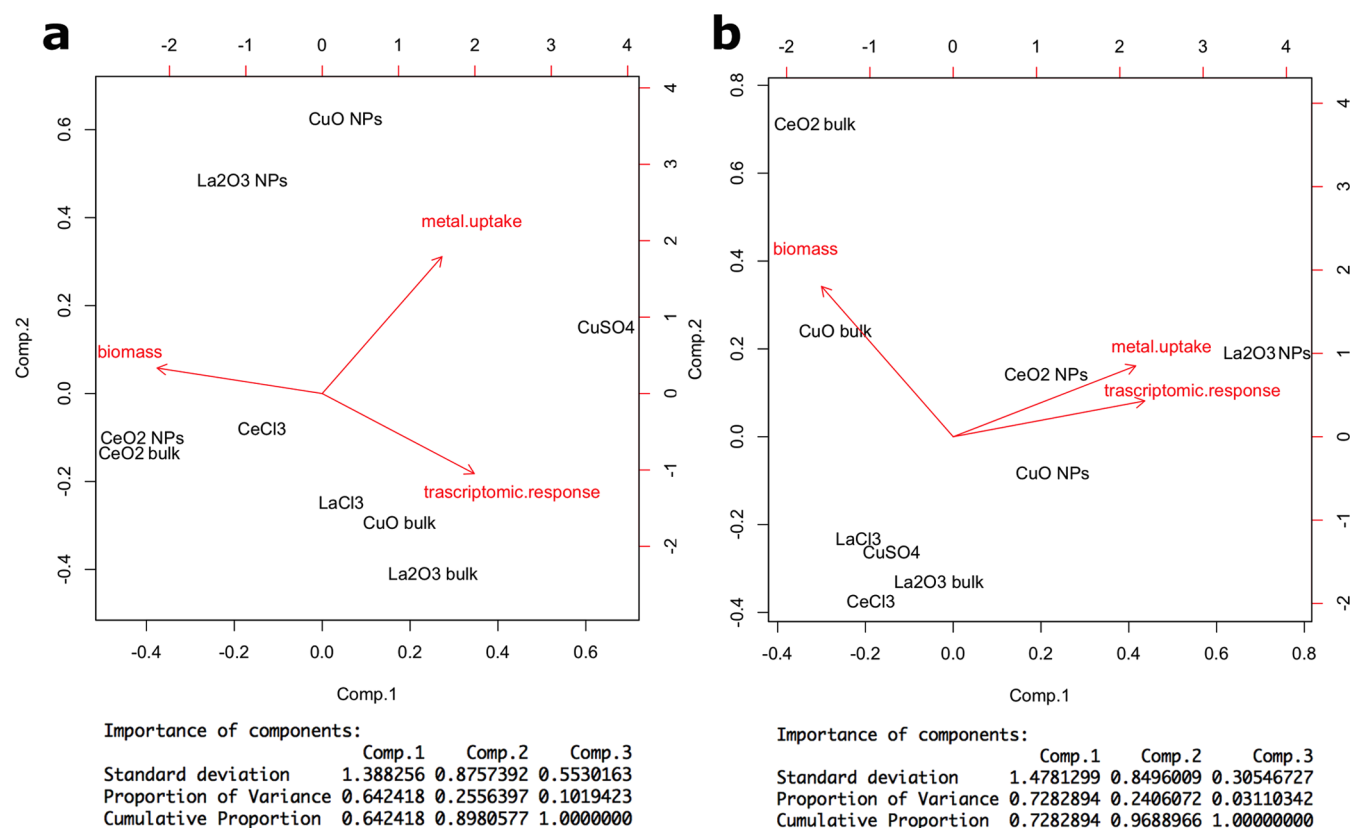 a
-2 -1 0 1 2 3 4
CuO NPs
La2O3 NPs
metal.uptake
CuSO4
biomass
CeCl3
CeO2 NPs
CeO2 bulk
trascriptomic.response
LaCl3
CuO bulk
La2O3 bulk
0.6
0.4
0.2
0.0
-0.2
-0.4
4
3
2
1
0
-1
-2
Comp.2
-0.4 -0.2 0.0 0.2 0.4 0.6
Comp.1
Importance of components:
Comp.1 Comp.2 Comp.3
Standard deviation 1.388256 0.8757392 0.5530163
Proportion of Variance 0.642418 0.2556397 0.1019423
Cumulative Proportion 0.642418 0.8980577 1.0000000
b
-2 -1 0 1 2 3 4
CeO2 bulk
biomass
CuO bulk
metal.uptake
La2O3 NPs
CeO2 NPs
trascriptomic.response
CuO NPs
LaCl3
CuSO4
La2O3 bulk
CeCl3
0.8
0.6
0.4
0.2
0.0
-0.2
-0.4
4
3
2
1
0
-1
-2
Comp.2
-0.4 -0.2 0.0 0.2 0.4 0.6 0.8
Comp.1
Importance of components:
Comp.1 Comp.2 Comp.3
Standard deviation 1.4781299 0.8496009 0.30546727
Proportion of Variance 0.7282894 0.2406072 0.03110342
Cumulative Proportion 0.7282894 0.9688966 1.00000000